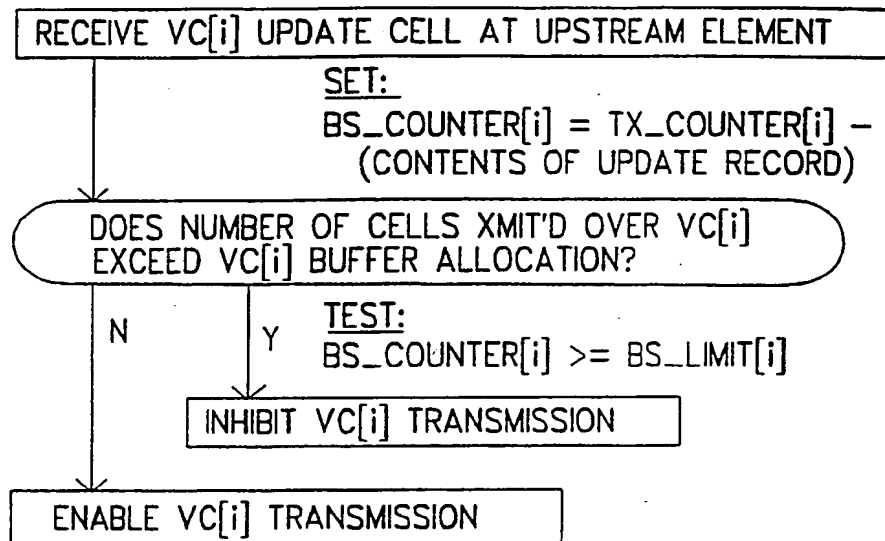 RECEIVE VC[i] UPDATE CELL AT UPSTREAM ELEMENT
SET:
BS_COUNTER[i] = TX_COUNTER[i] –
(CONTENTS OF UPDATE RECORD)
DOES NUMBER OF CELLS XMIT'D OVER VC[i]
EXCEED VC[i] BUFFER ALLOCATION?
N
Y
TEST:
BS_COUNTER[i] >= BS_LIMIT[i]
INHIBIT VC[i] TRANSMISSION
ENABLE VC[i] TRANSMISSION